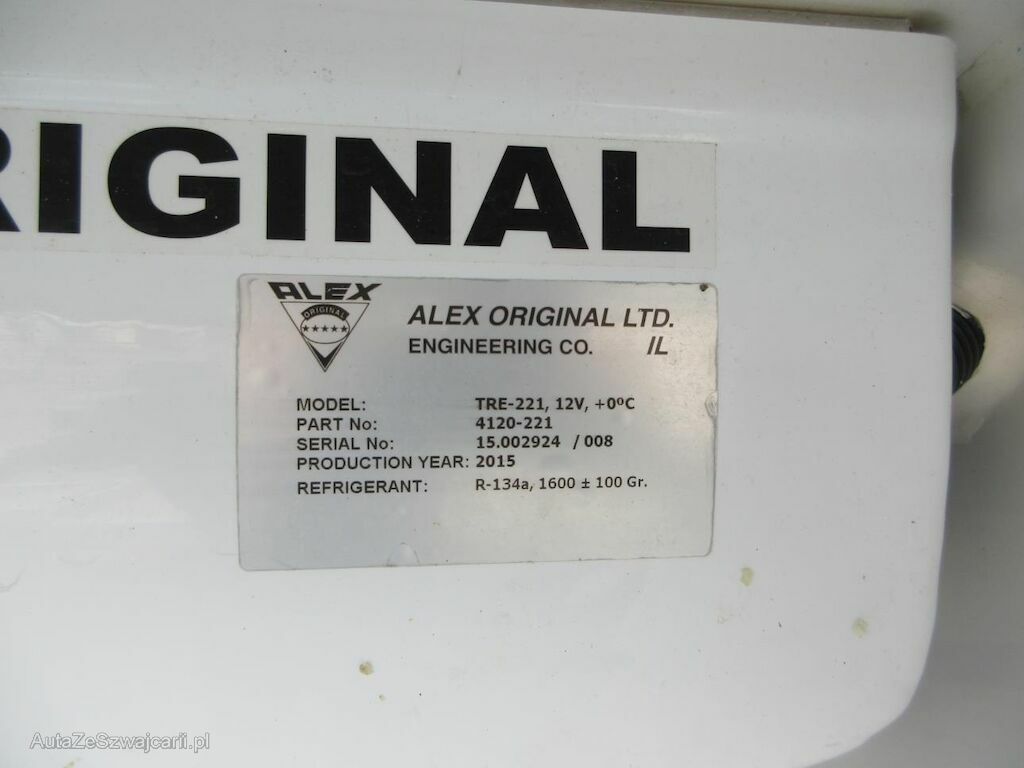 RIGINAL
ALEX
ORIGINAL
ALEX ORIGINAL LTD.
ENGINEERING CO. IL
MODEL: TRE-221, 12V, +0ºC
PART No: 4120-221
SERIAL No: 15.002924 / 008
PRODUCTION YEAR: 2015
REFRIGERANT: R-134a, 1600 ± 100 Gr.
AutaZeSzwajcarii.pl